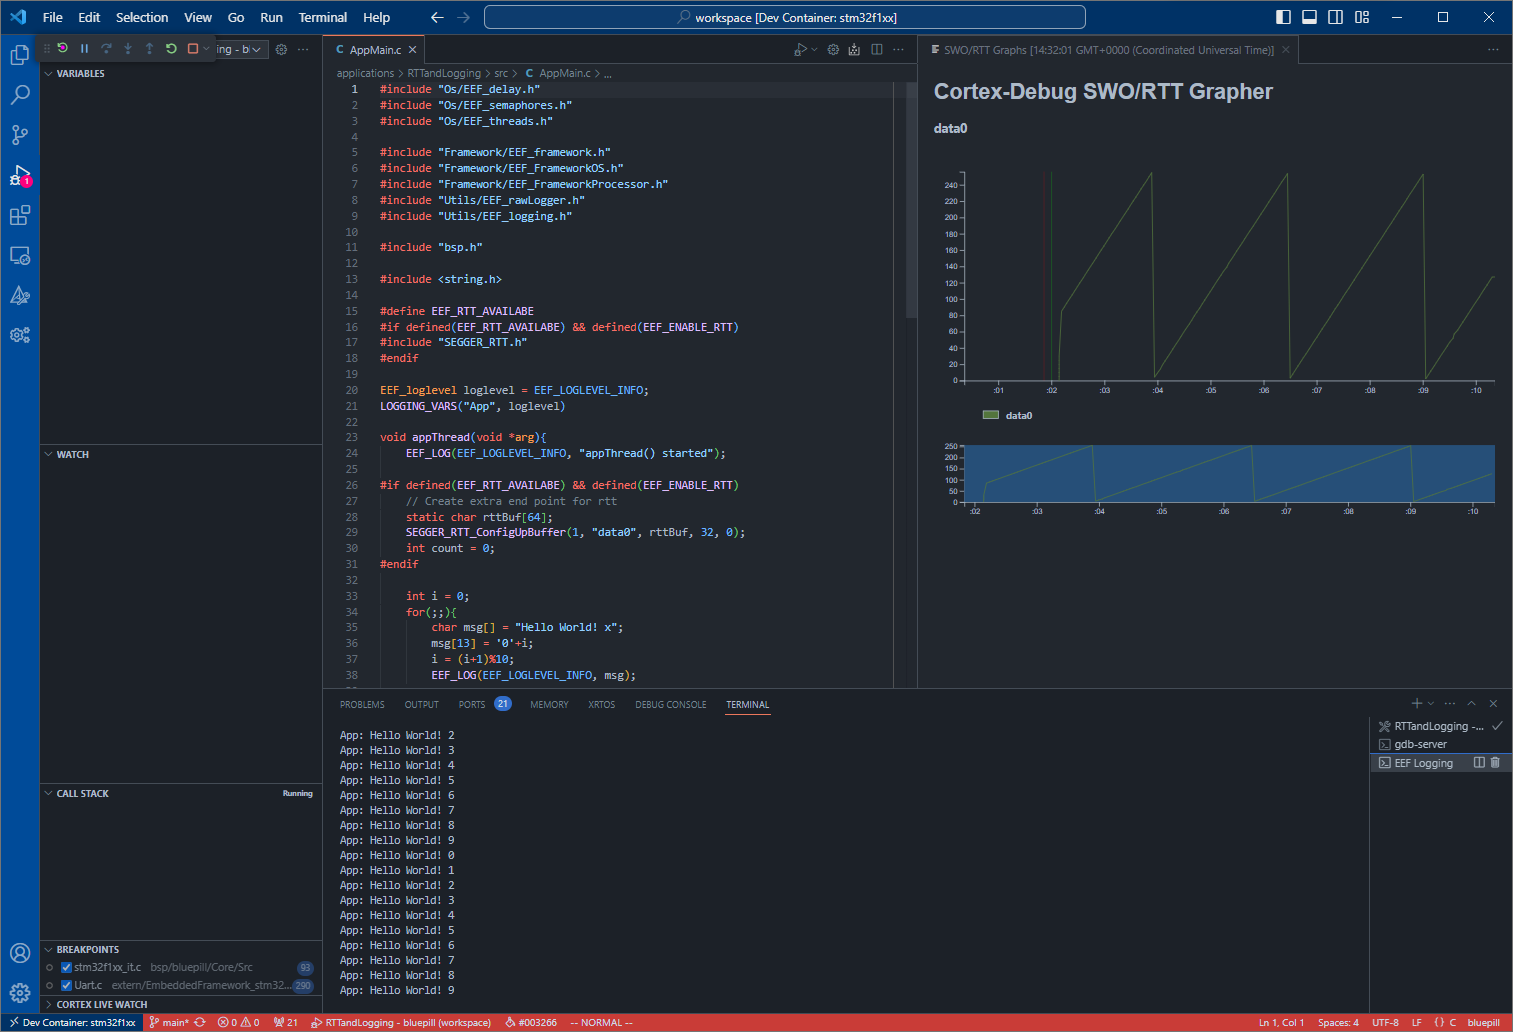 File Edit Selection View Go Run Terminal Help
workspace [Dev Container: stm32f1xx]
ing - bl
VARIABLES
WATCH
CALL STACK
Running
BREAKPOINTS
stm32f1xx_it.c bsp/bluepill/Core/Src 93
Uart.c extern/EmbeddedFramework_stm32... 290
CORTEX LIVE WATCH
1
AppMain.c
applications > RTTandLogging > src > C AppMain.c > ...
1 #include "Os/EEF_delay.h"
2 #include "Os/EEF_semaphores.h"
3 #include "Os/EEF_threads.h"
4
5 #include "Framework/EEF_framework.h"
6 #include "Framework/EEF_FrameworkOS.h"
7 #include "Framework/EEF_FrameworkProcessor.h"
8 #include "Utils/EEF_rawLogger.h"
9 #include "Utils/EEF_logging.h"
10
11 #include "bsp.h"
12
13 #include <string.h>
14
15 #define EEF_RTT_AVAILABE
16 #if defined(EEF_RTT_AVAILABE) && defined(EEF_ENABLE_RTT)
17 #include "SEGGER_RTT.h"
18 #endif
19
20 EEF_loglevel loglevel = EEF_LOGLEVEL_INFO;
21 LOGGING_VARS("App", loglevel)
22
23 void appThread(void *arg){
24 EEF_LOG(EEF_LOGLEVEL_INFO, "appThread() started");
25
26 #if defined(EEF_RTT_AVAILABE) && defined(EEF_ENABLE_RTT)
27 // Create extra end point for rtt
28 static char rttBuf[64];
29 SEGGER_RTT_ConfigUpBuffer(1, "data0", rttBuf, 32, 0);
30 int count = 0;
31 #endif
32
33 int i = 0;
34 for(;;){
35 char msg[] = "Hello World! x";
36 msg[13] = '0'+i;
37 i = (i+1)%10;
38 EEF_LOG(EEF_LOGLEVEL_INFO, msg);
SWO/RTT Graphs [14:32:01 GMT+0000 (Coordinated Universal Time)]
Cortex-Debug SWO/RTT Grapher
data0
240
220
200
180
160
140
120
100
80
60
40
20
0
:01 :02 :03 :04 :05 :06 :07 :08 :09 :10
data0
250
200
150
100
50
0
:02 :03 :04 :05 :06 :07 :08 :09 :10
PROBLEMS OUTPUT PORTS 21 MEMORY XRTOS DEBUG CONSOLE TERMINAL
App: Hello World! 2
App: Hello World! 3
App: Hello World! 4
App: Hello World! 5
App: Hello World! 6
App: Hello World! 7
App: Hello World! 8
App: Hello World! 9
App: Hello World! 0
App: Hello World! 1
App: Hello World! 2
App: Hello World! 3
App: Hello World! 4
App: Hello World! 5
App: Hello World! 6
App: Hello World! 7
App: Hello World! 8
App: Hello World! 9
RTTandLogging -...
gdb-server
EEF Logging
Dev Container: stm32f1xx main* 0 0 21 RTTandLogging - bluepill (workspace) #003266 -- NORMAL -- Ln 1, Col 1 Spaces: 4 UTF-8 LF {} C bluepill